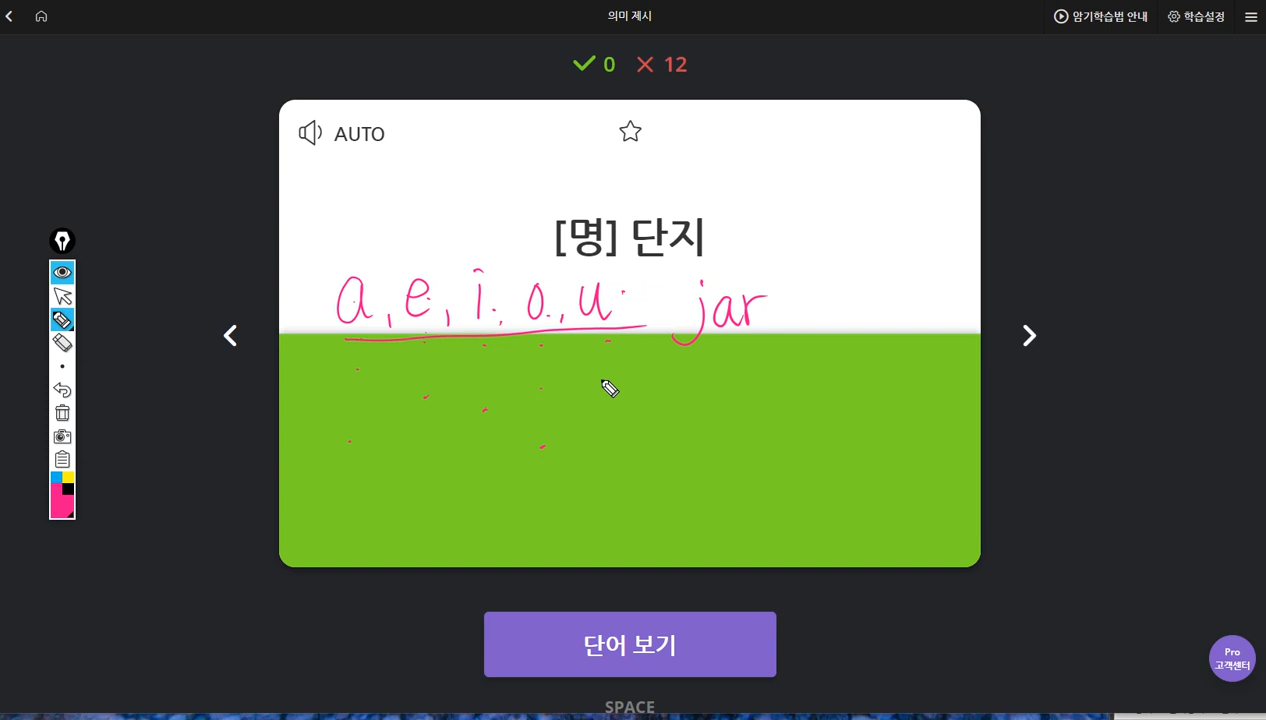 의미 제시
암기학습법 안내
학습설정
0
12
AUTO
[명] 단지
a, e, i, o, u
jar
단어 보기
SPACE
Pro
고객센터